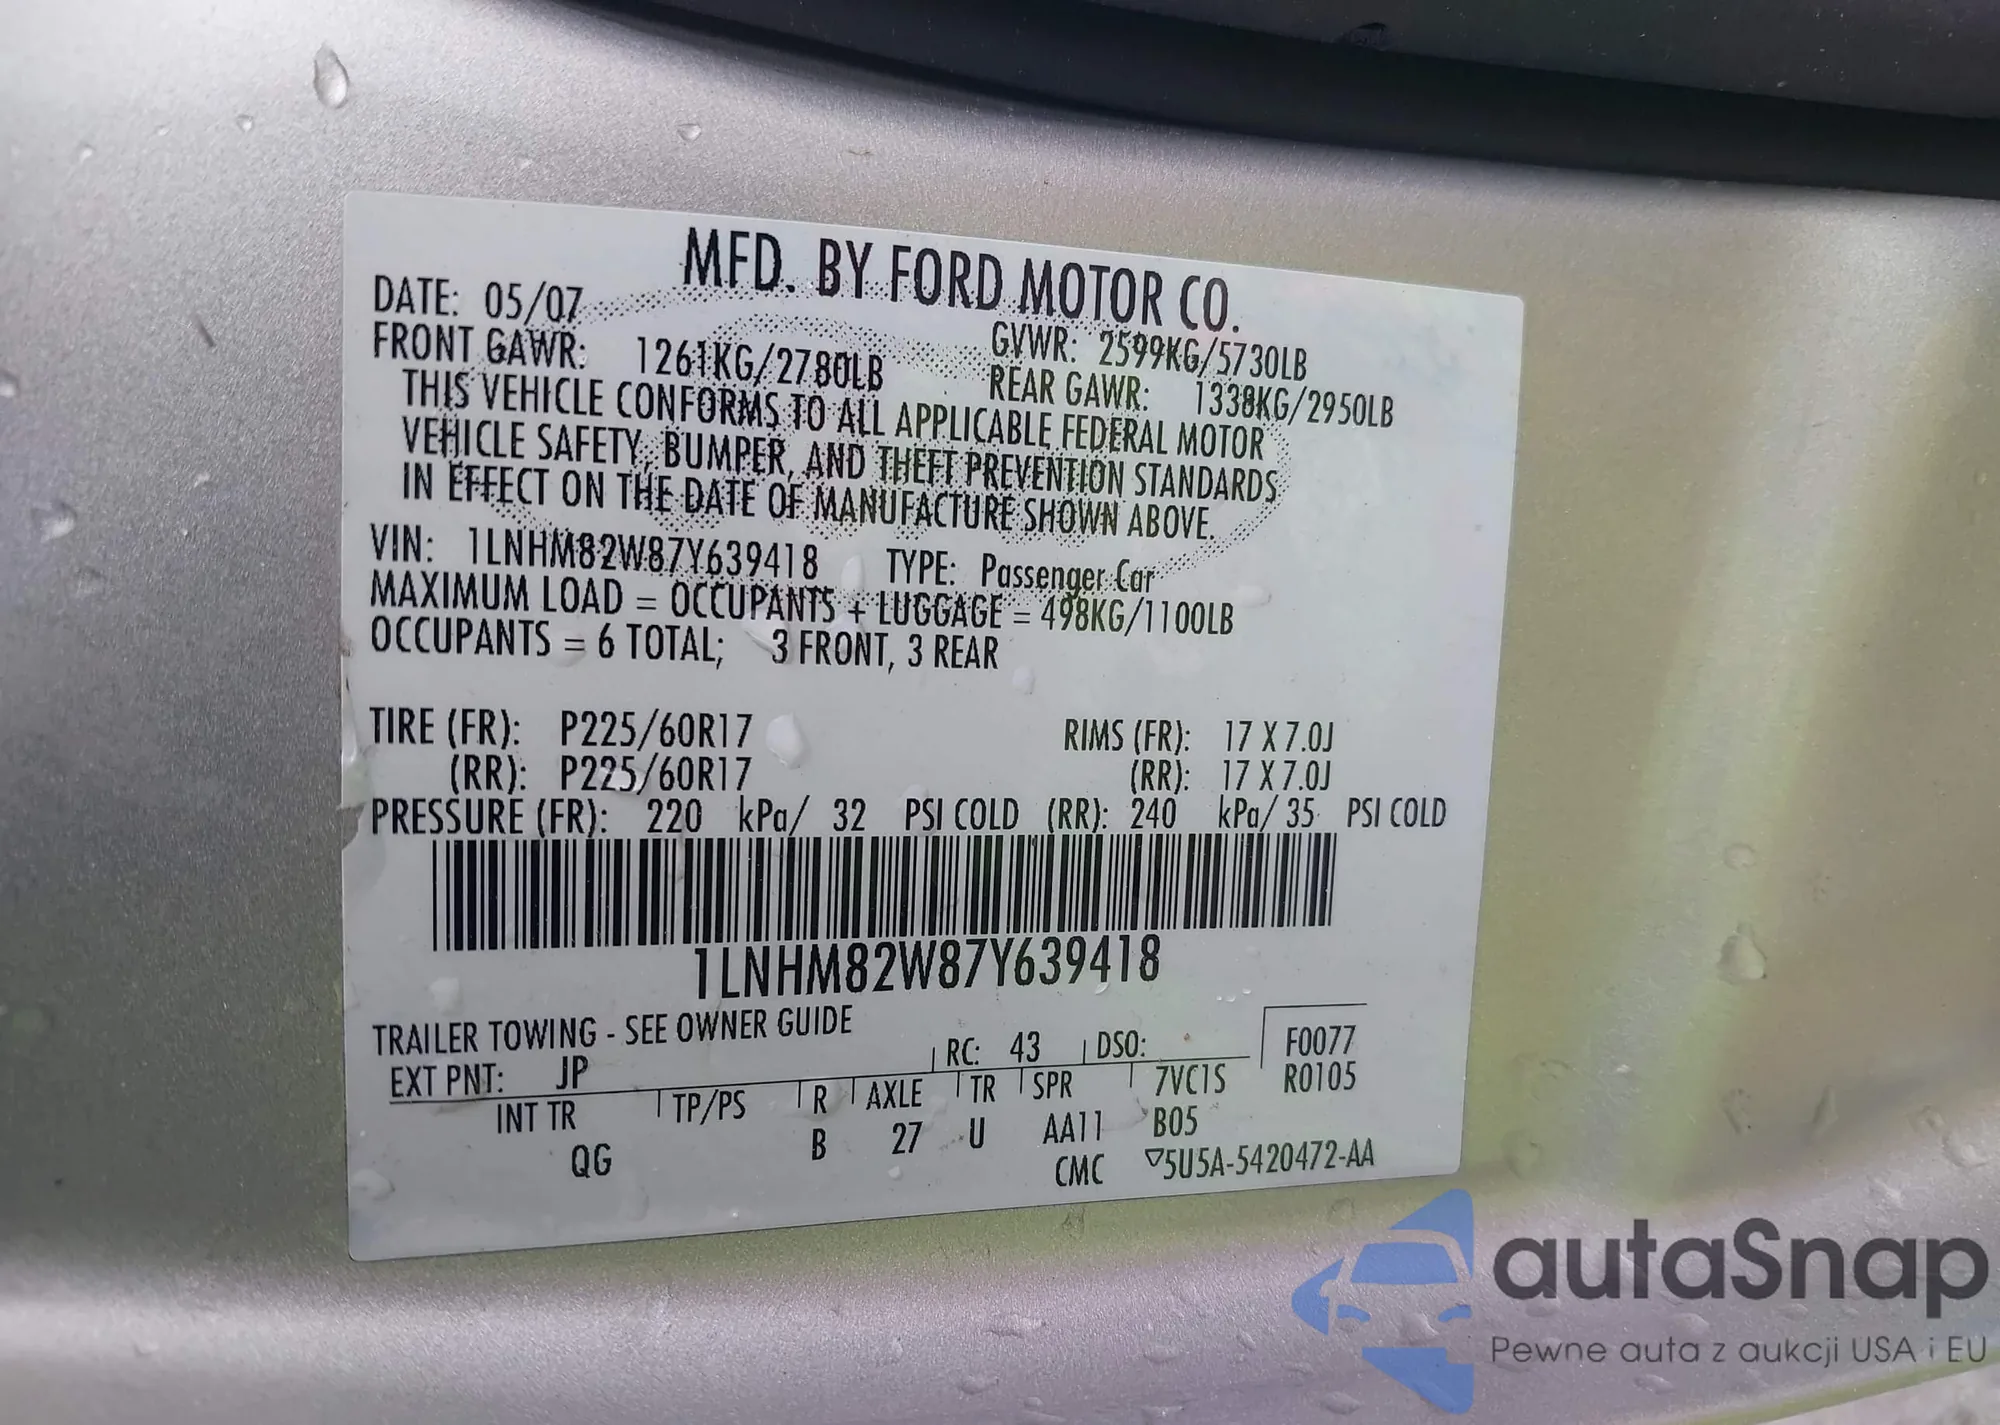 MFD. BY FORD MOTOR CO.
DATE: 05/07
GVWR: 2599KG/5730LB
FRONT GAWR: 1261KG/2780LB
REAR GAWR: 1338KG/2950LB
THIS VEHICLE CONFORMS TO ALL APPLICABLE FEDERAL MOTOR
VEHICLE SAFETY, BUMPER, AND THEFT PREVENTION STANDARDS
IN EFFECT ON THE DATE OF MANUFACTURE SHOWN ABOVE.
VIN: 1LNHM82W87Y639418 TYPE: Passenger Car
MAXIMUM LOAD = OCCUPANTS + LUGGAGE = 498KG/1100LB
OCCUPANTS = 6 TOTAL; 3 FRONT, 3 REAR
TIRE (FR): P225/60R17 RIMS (FR): 17 X 7.0J
(RR): P225/60R17 (RR): 17 X 7.0J
PRESSURE (FR): 220 kPa/ 32 PSI COLD (RR): 240 kPa/ 35 PSI COLD
1LNHM82W87Y639418
TRAILER TOWING - SEE OWNER GUIDE
EXT PNT: JP RC: 43 DSO: F0077
R0105
INT TR TP/PS R AXLE TR SPR 7VC1S
QG B 27 U AA11 B05
CMC ▽5U5A-5420472-AA
autaSnap
Pewne auta z aukcji USA i EU